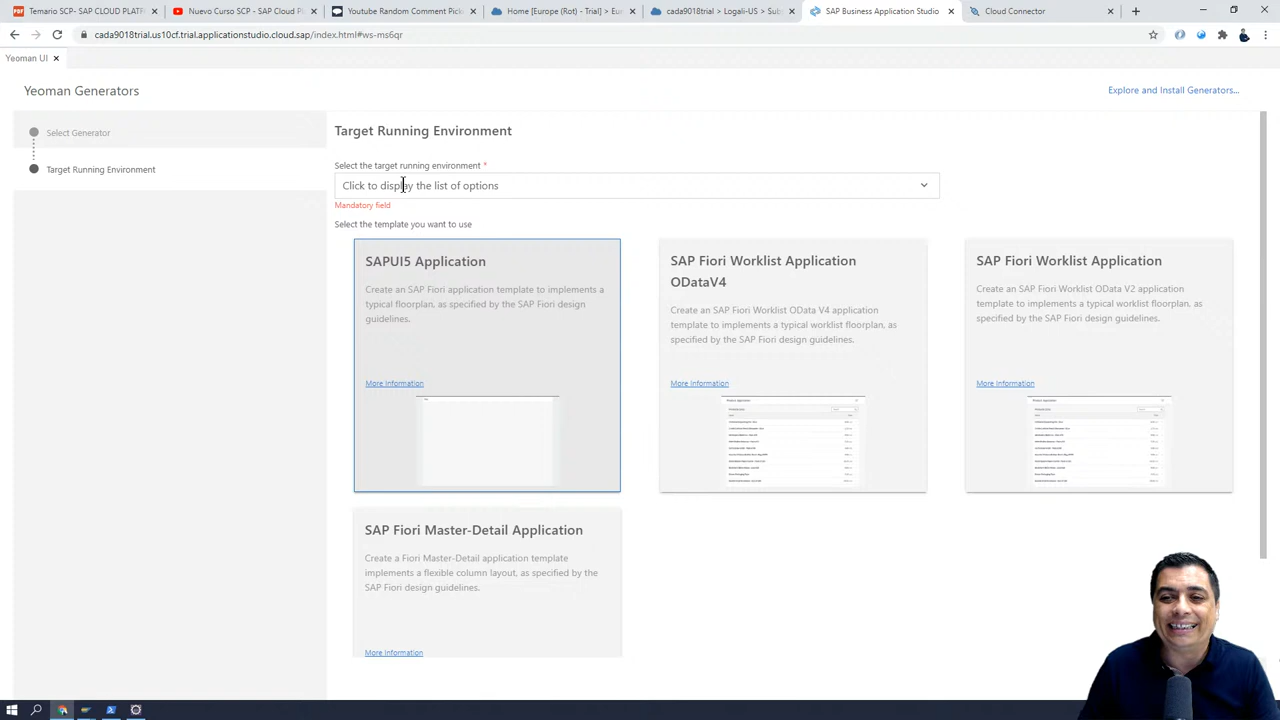 Temario SCP- SAP CLOUD PLATF
Nuevo Curso SCP - SAP Cloud P
Youtube Random Comment Pick
Home [Europe (Rot) - Trial] > Eu
cada9018trial > Logali-US > Subs
SAP Business Application Studio
Cloud Connector
cada9018trial.us10cf.trial.applicationstudio.cloud.sap/index.html#ws-ms6qr
Yeoman UI
Yeoman Generators
Explore and Install Generators...
Select Generator
Target Running Environment
Target Running Environment
Select the target running environment *
Click to display the list of options
Mandatory field
Select the template you want to use
SAPUI5 Application
Create an SAP Fiori application template to implements a
typical floorplan, as specified by the SAP Fiori design
guidelines.
More Information
SAP Fiori Worklist Application
ODataV4
Create an SAP Fiori Worklist OData V4 application
template to implements a typical worklist floorplan, as
specified by the SAP Fiori design guidelines.
More Information
SAP Fiori Worklist Application
Create an SAP Fiori Worklist OData V2 application
template to implements a typical worklist floorplan, as
specified by the SAP Fiori design guidelines.
More Information
SAP Fiori Master-Detail Application
Create a Fiori Master-Detail application template
implements a flexible column layout, as specified by the
SAP Fiori design guidelines.
More Information